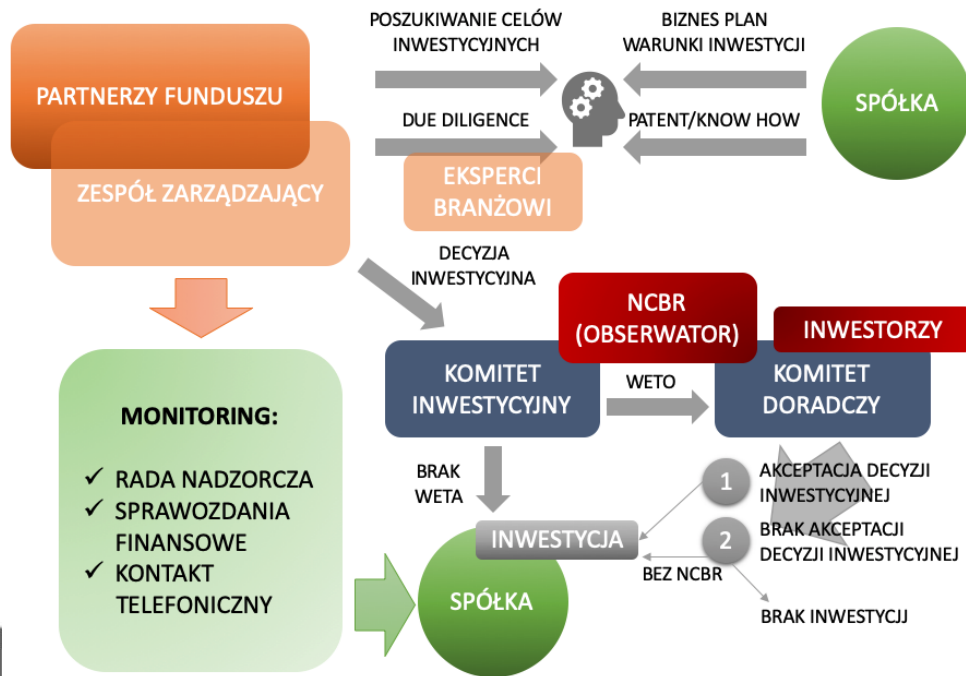 POSZUKIWANIE CELÓW
INWESTYCYJNYCH
BIZNES PLAN
WARUNKI INWESTYCJI
PARTNERZY FUNDUSZU
SPÓŁKA
DUE DILIGENCE
PATENT/KNOW HOW
ZESPÓŁ ZARZĄDZAJĄCY
EKSPERCI
BRANŻOWI
DECYZJA
INWESTYCYJNA
NCBR
(OBSERWATOR)
INWESTORZY
KOMITET
INWESTYCYJNY
WETO
KOMITET
DORADCZY
MONITORING:
✓ RADA NADZORCZA
✓ SPRAWOZDANIA
FINANSOWE
✓ KONTAKT
TELEFONICZNY
BRAK
WETA
1
AKCEPTACJA DECYZJI
INWESTYCYJNEJ
2
BRAK AKCEPTACJI
DECYZJI INWESTYCYJNEJ
INWESTYCJA
BEZ NCBR
SPÓŁKA
BRAK INWESTYCJJ